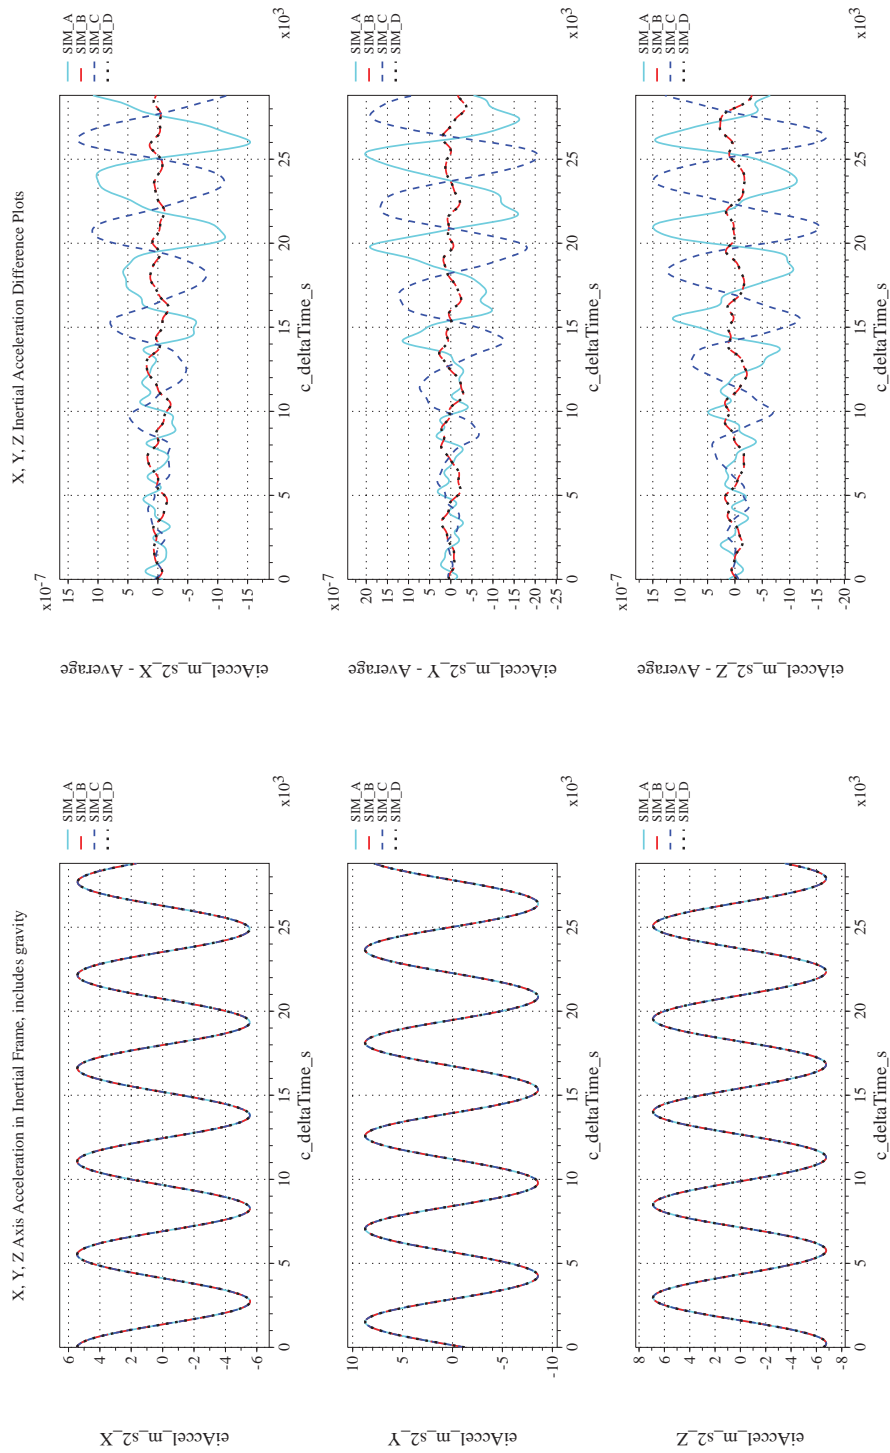 X, Y, Z Axis Acceleration in Inertial Frame, includes gravity
SIM_A
SIM_B
SIM_C
SIM_D
6
4
2
0
-2
-4
-6
eiAccel_m_s2_X
0
5
10
15
20
25
x10^3
c_deltaTime_s
SIM_A
SIM_B
SIM_C
SIM_D
10
5
0
-5
-10
eiAccel_m_s2_Y
0
5
10
15
20
25
x10^3
c_deltaTime_s
SIM_A
SIM_B
SIM_C
SIM_D
8
6
4
2
0
-2
-4
-6
-8
eiAccel_m_s2_Z
0
5
10
15
20
25
x10^3
c_deltaTime_s
X, Y, Z Inertial Acceleration Difference Plots
SIM_A
SIM_B
SIM_C
SIM_D
x10^-7
15
10
5
0
-5
-10
-15
eiAccel_m_s2_X - Average
0
5
10
15
20
25
x10^3
c_deltaTime_s
SIM_A
SIM_B
SIM_C
SIM_D
x10^-7
20
15
10
5
0
-5
-10
-15
-20
-25
eiAccel_m_s2_Y - Average
0
5
10
15
20
25
x10^3
c_deltaTime_s
SIM_A
SIM_B
SIM_C
SIM_D
x10^-7
15
10
5
0
-5
-10
-15
-20
eiAccel_m_s2_Z - Average
0
5
10
15
20
25
x10^3
c_deltaTime_s